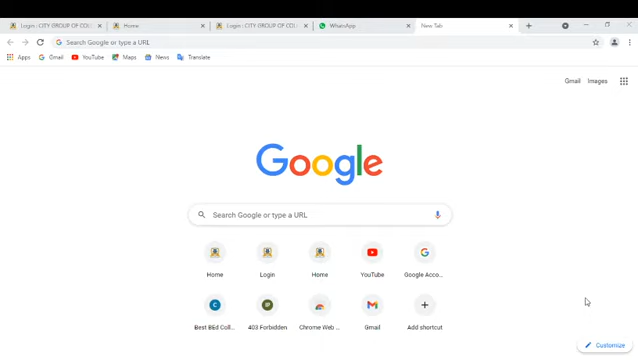 Login :: CITY GROUP OF COL
Home
Login :: CITY GROUP OF COL
WhatsApp
New Tab
Search Google or type a URL
Apps
Gmail
YouTube
Maps
News
Translate
Gmail
Images
Google
Search Google or type a URL
Home
Login
Home
YouTube
Google Acco...
Best BEd Coll...
403 Forbidden
Chrome Web ...
Gmail
Add shortcut
Customize